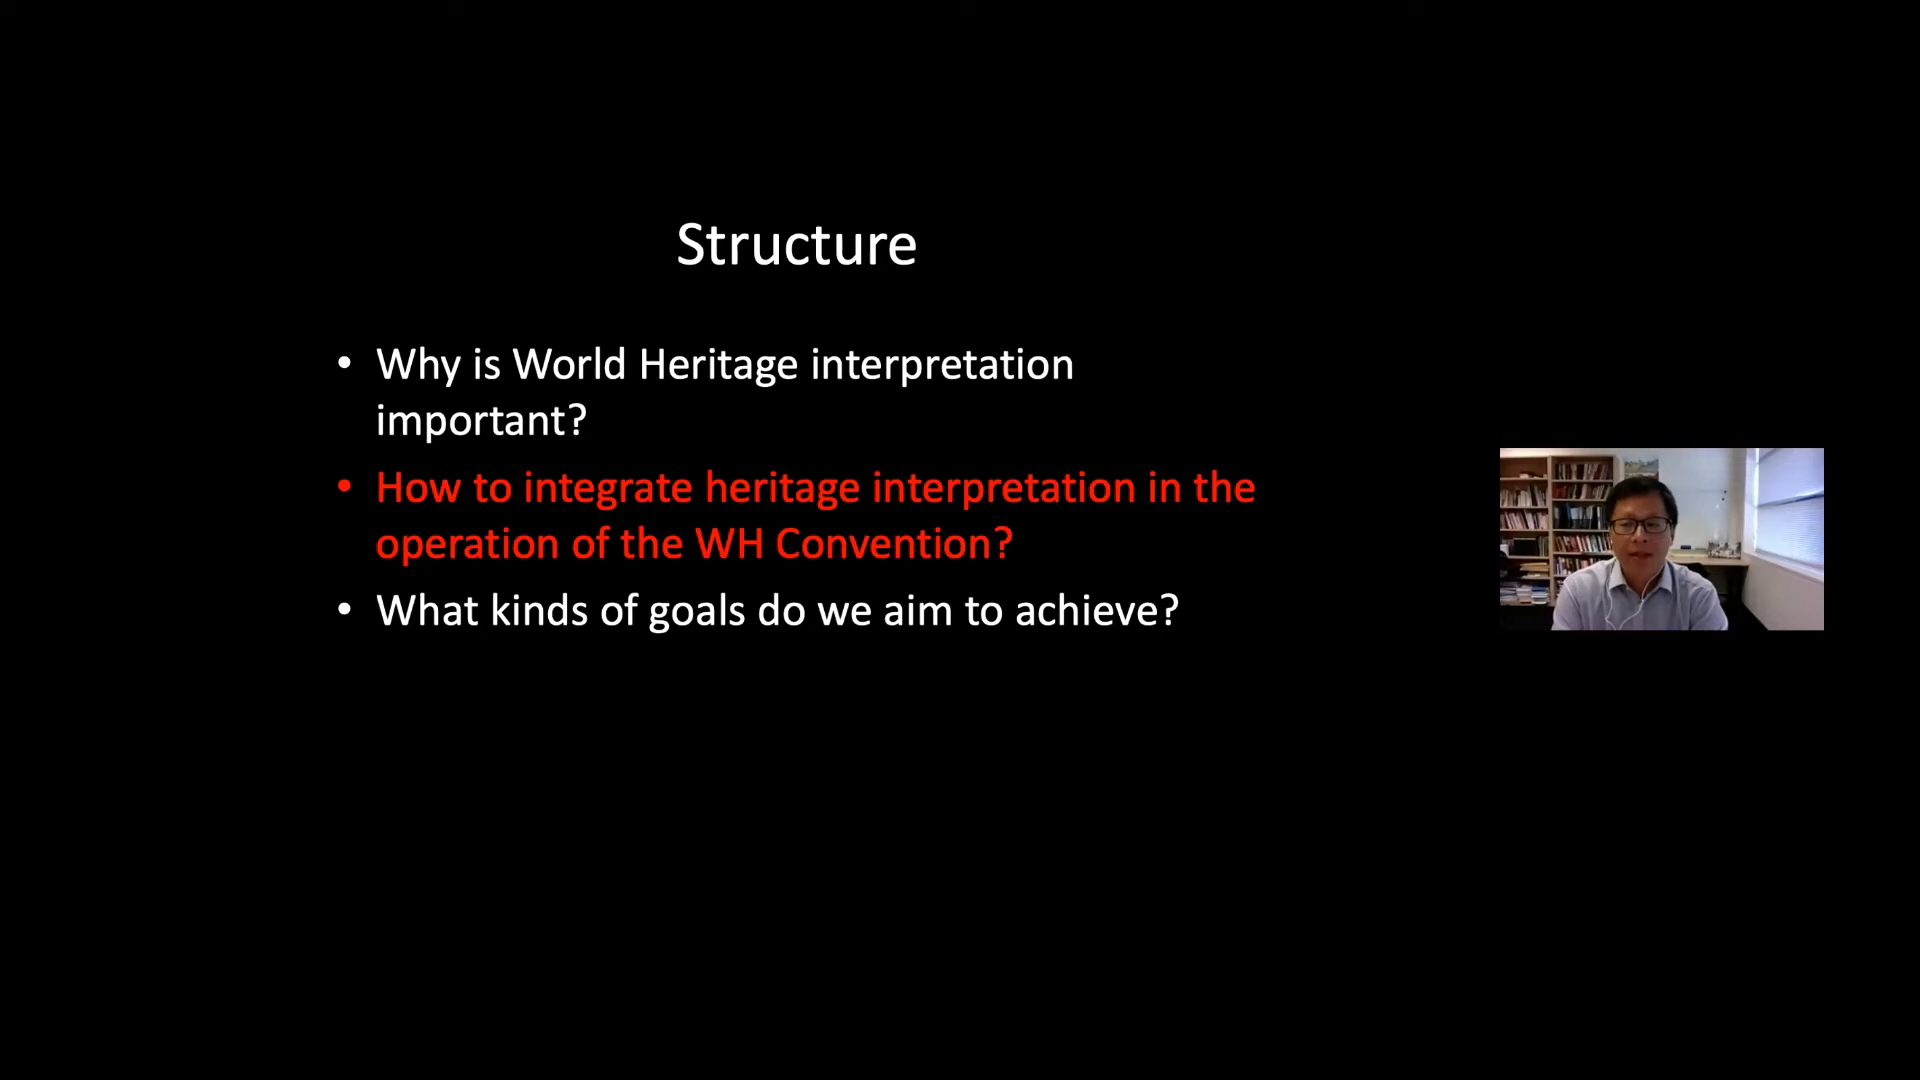 Structure
• Why is World Heritage interpretation
important?
• How to integrate heritage interpretation in the
operation of the WH Convention?
• What kinds of goals do we aim to achieve?